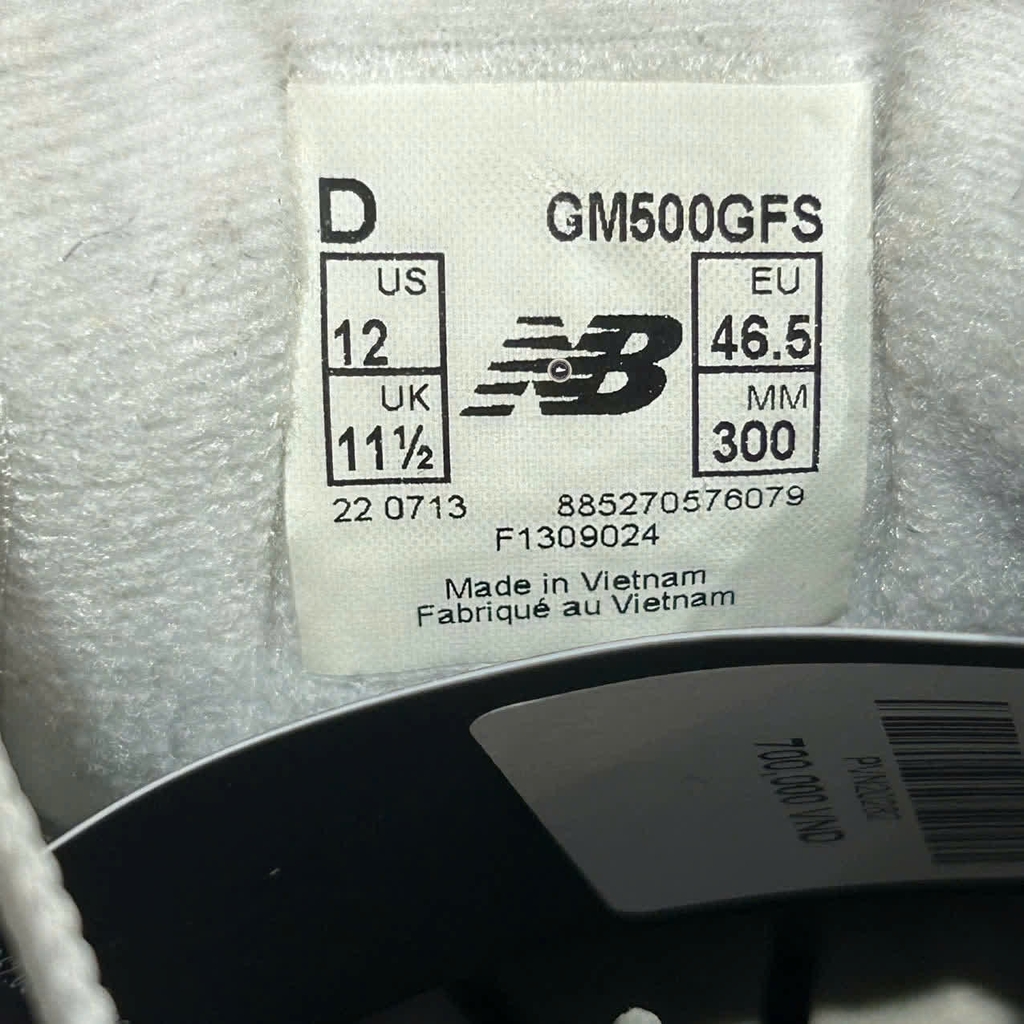 D GM500GFS
US
12
UK
11½
NB
EU
46.5
MM
300
22 0713 885270576079
F1309024
Made in Vietnam
Fabriqué au Vietnam
700,000 VND